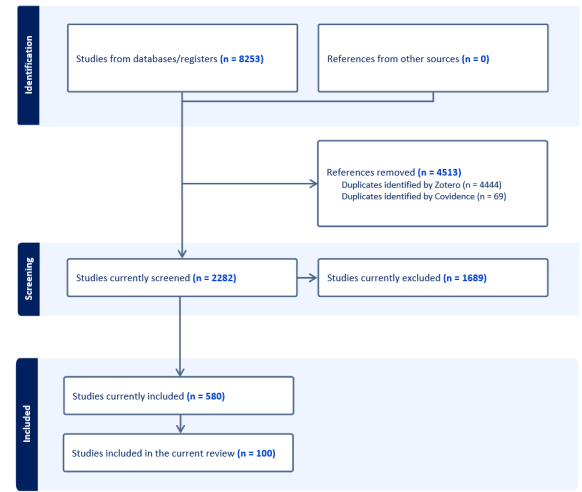 Identification
Studies from databases/registers (n = 8253)
References from other sources (n = 0)
References removed (n = 4513)
Duplicates identified by Zotero (n = 4444)
Duplicates identified by Covidence (n = 69)
Screening
Studies currently screened (n = 2282)
Studies currently excluded (n = 1689)
Included
Studies currently included (n = 580)
Studies included in the current review (n = 100)